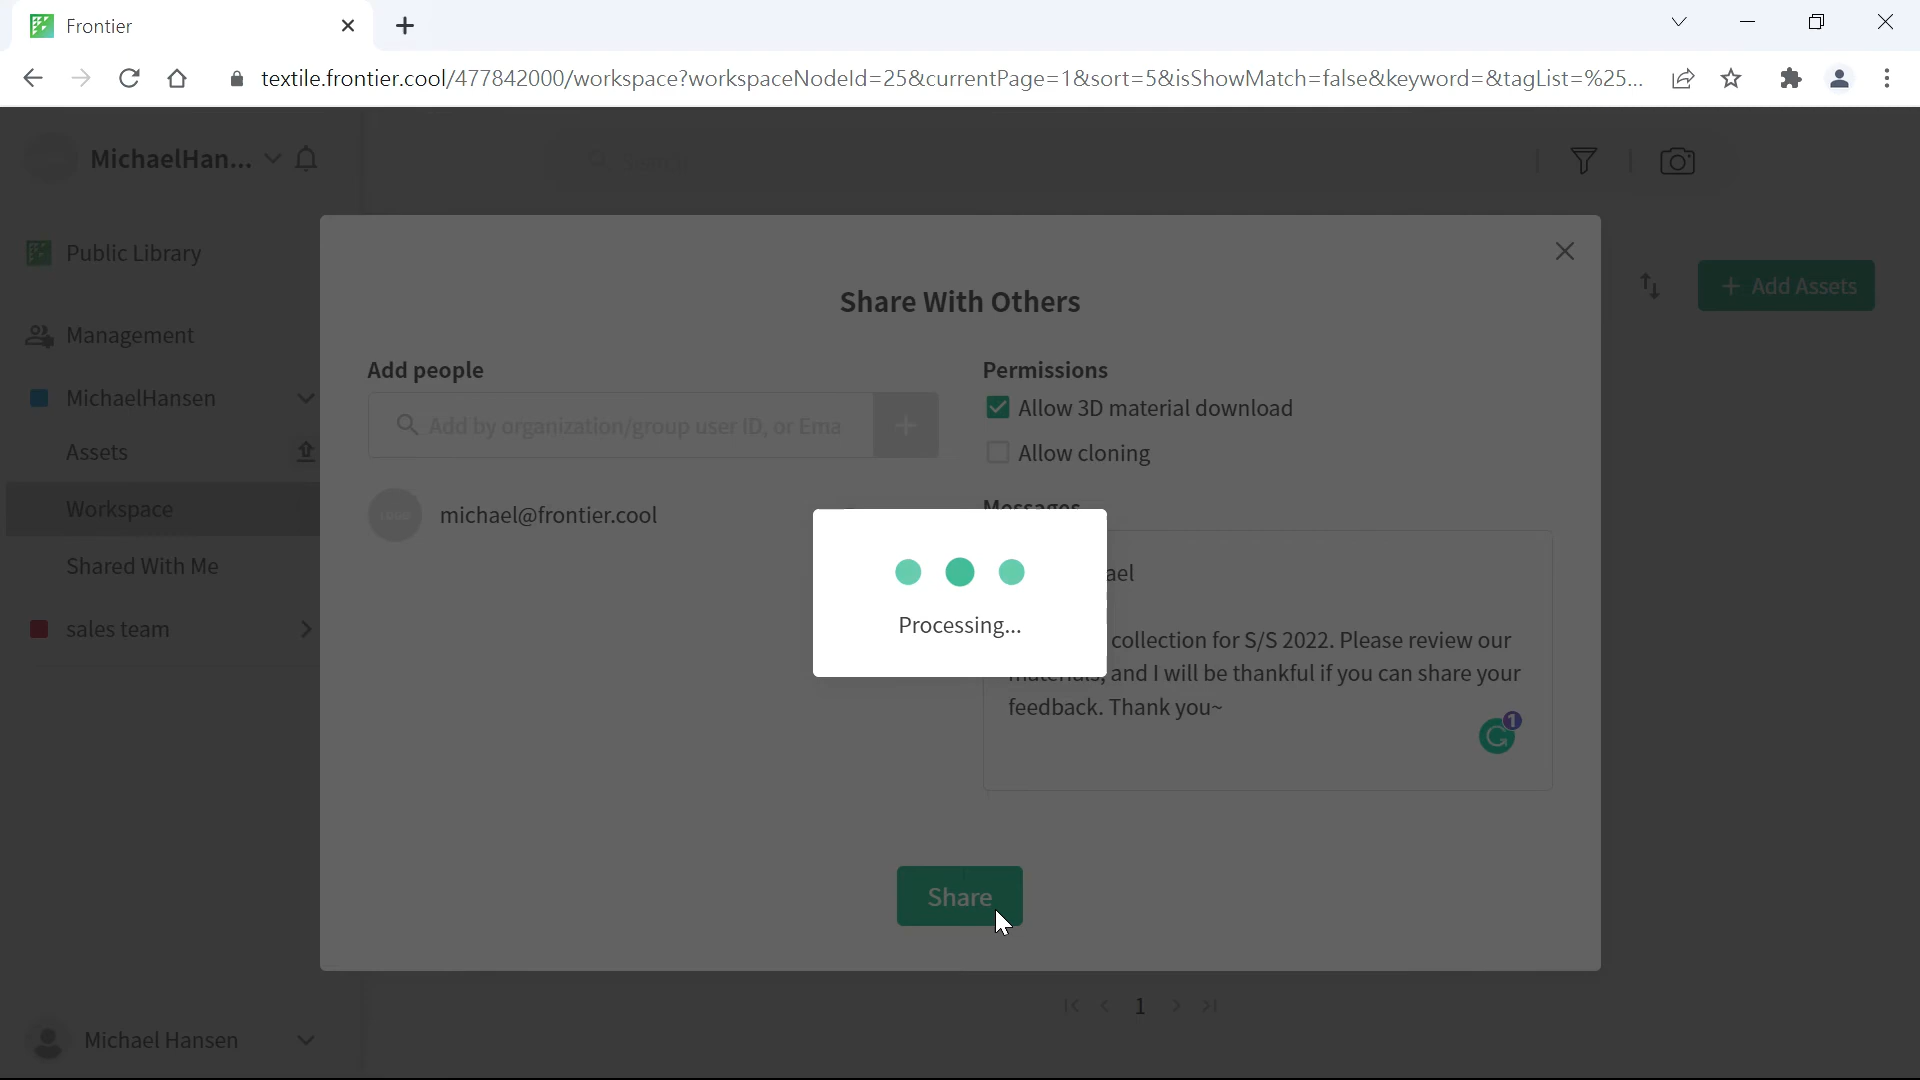 Frontier
textile.frontier.cool/477842000/workspace?workspaceNodeId=25&currentPage=1&sort=5&isShowMatch=false&keyword=&tagList=%25...
MichaelHan...
Search
Public Library
Share With Others
+ Add Assets
Management
Add people
Permissions
MichaelHansen
Allow 3D material download
Add by organization/group user ID, or Ema
+
Assets
Allow cloning
Workspace
michael@frontier.cool
Messages
Shared With Me
ael
sales team
Processing...
collection for S/S 2022. Please review our
materials, and I will be thankful if you can share your
feedback. Thank you~
1
Share
1
Michael Hansen